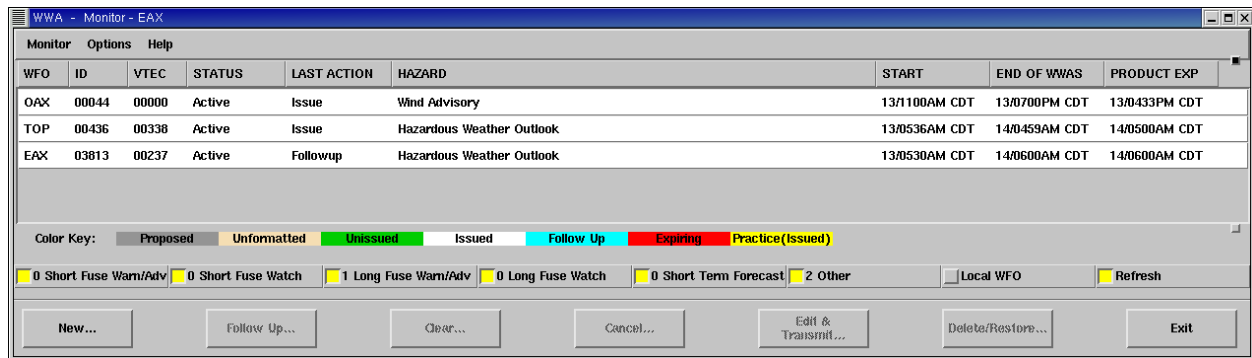 WWA - Monitor - EAX
Monitor Options Help
WFO ID VTEC STATUS LAST ACTION HAZARD START END OF WWAS PRODUCT EXP
OAX 00044 00000 Active Issue Wind Advisory 13/1100AM CDT 13/0700PM CDT 13/0433PM CDT
TOP 00436 00338 Active Issue Hazardous Weather Outlook 13/0536AM CDT 14/0459AM CDT 14/0500AM CDT
EAX 03813 00237 Active Followup Hazardous Weather Outlook 13/0530AM CDT 14/0600AM CDT 14/0600AM CDT
Color Key: Proposed Unformatted Unissued Issued Follow Up Expiring Practice(Issued)
0 Short Fuse Warn/Adv 0 Short Fuse Watch 1 Long Fuse Warn/Adv 0 Long Fuse Watch 0 Short Term Forecast 2 Other Local WFO Refresh
New... Follow Up... Clear... Cancel... Edit & Transmit... Delete/Restore... Exit